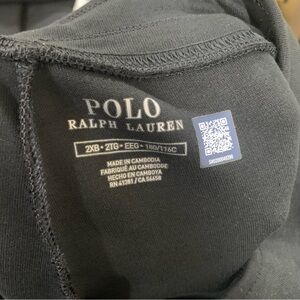 POLO
RALPH LAUREN
2XB • 2TG • EEG • 180/116C
MADE IN CAMBODIA
FABRIQUÉ AU CAMBODGE
HECHO EN CAMBOYA
RN 41381 / CA 56458